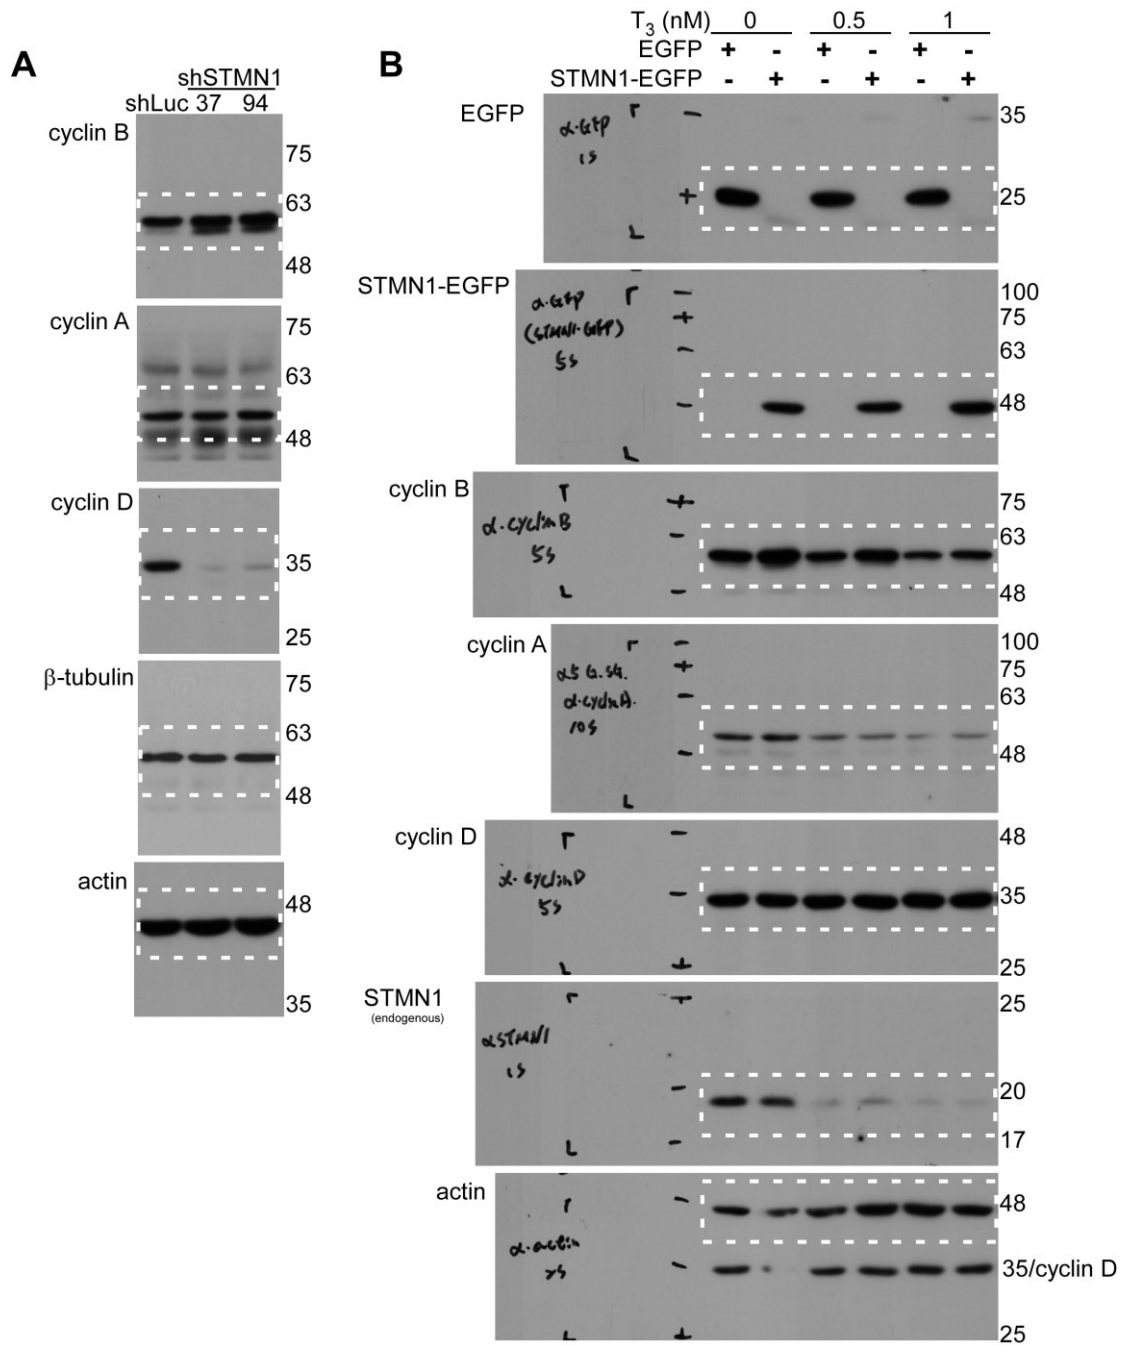 A
shSTMN1
shLuc 37 94
cyclin B
75
63
48
cyclin A
75
63
48
cyclin D
35
25
β-tubulin
75
63
48
actin
48
35
B
T3 (nM) 0 0.5 1
EGFP + - + - + -
STMN1-EGFP - + - + - +
EGFP
α-GFP
1s
35
25
STMN1-EGFP
α-GFP
(STMN1-GFP)
5s
100
75
63
48
cyclin B
α-cyclin B
5s
75
63
48
cyclin A
α-cyclin A.
10s
100
75
63
48
cyclin D
α-cyclin D
5s
48
35
25
STMN1
(endogenous)
αSTMN1
1s
25
20
17
actin
α-actin
48
35/cyclin D
25